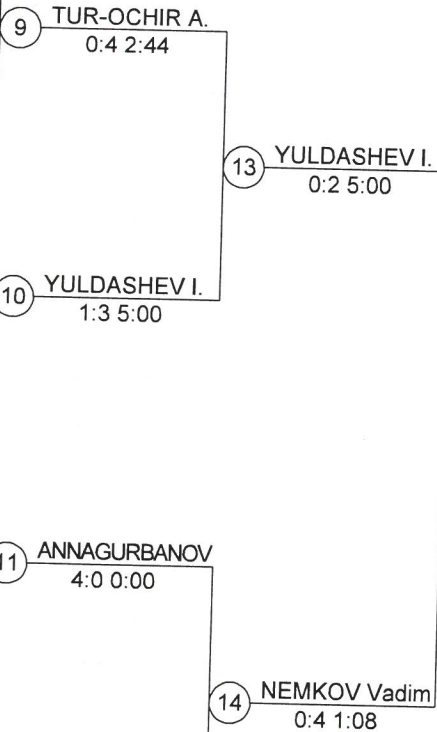 9 TUR-OCHIR A.
0:4 2:44
13 YULDASHEV I.
0:2 5:00
10 YULDASHEV I.
1:3 5:00
11 ANNAGURBANOV
4:0 0:00
14 NEMKOV Vadim
0:4 1:08